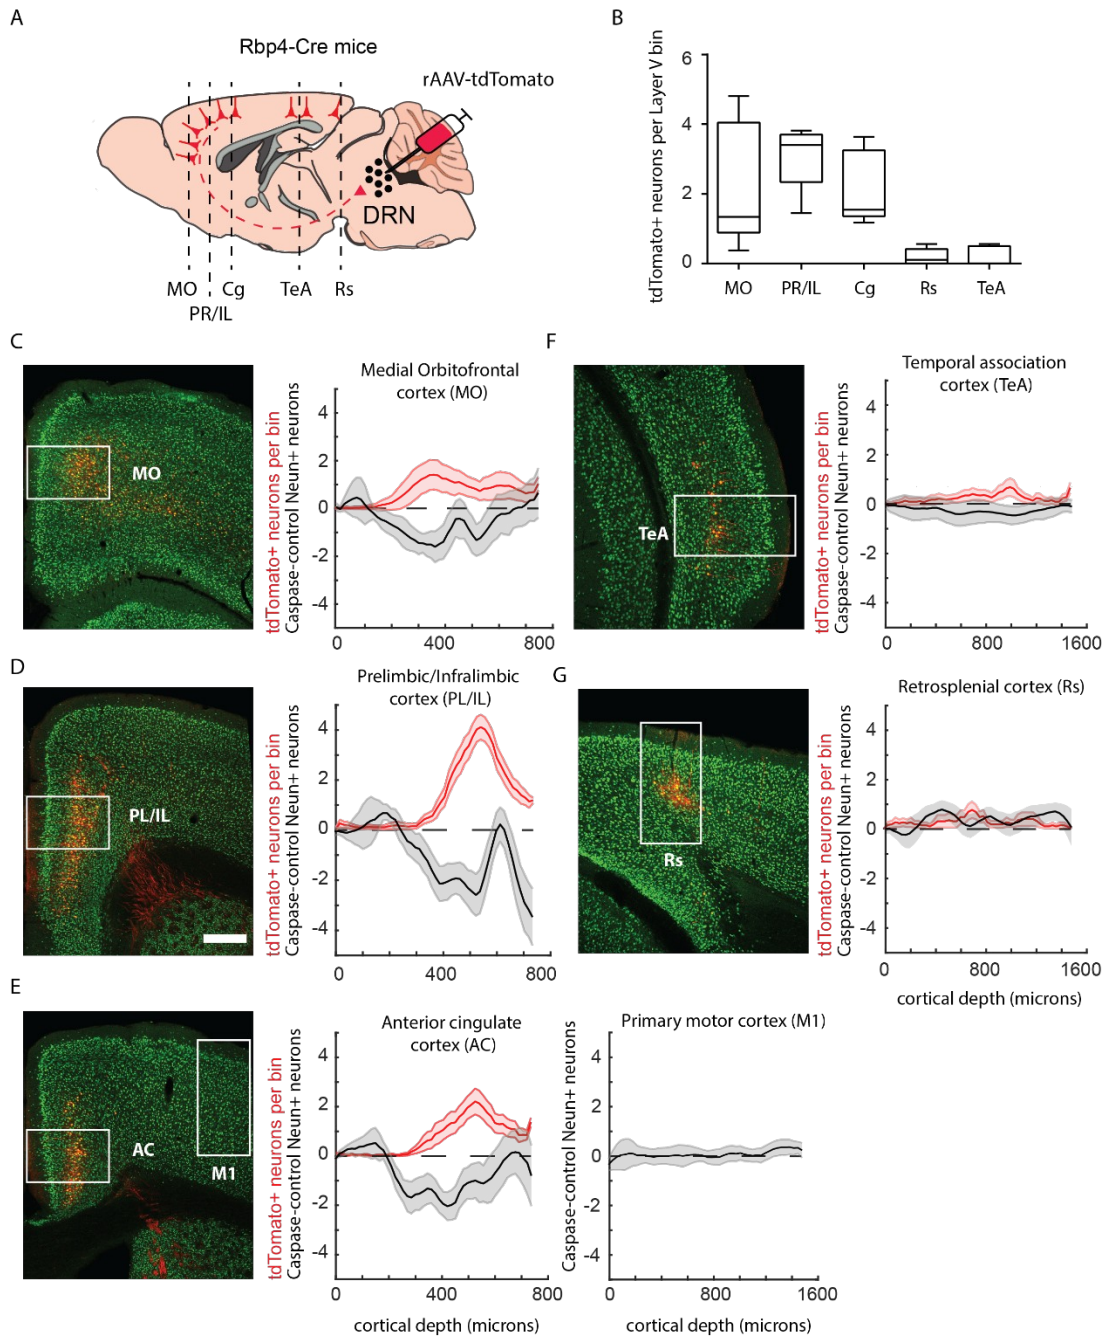 A
Rbp4-Cre mice
rAAV-tdTomato
DRN
MO
PR/IL
Cg
TeA
Rs
B
tdTomato+ neurons per Layer V bin
6
4
2
0
MO
PR/IL
Cg
Rs
TeA
C
MO
tdTomato+ neurons per bin
Caspase-control Neun+ neurons
Medial Orbitofrontal
cortex (MO)
4
2
0
-2
-4
0
400
800
F
TeA
tdTomato+ neurons per bin
Caspase-control Neun+ neurons
Temporal association
cortex (TeA)
4
2
0
-2
-4
0
800
1600
D
PL/IL
tdTomato+ neurons per bin
Caspase-control Neun+ neurons
Prelimbic/Infralimbic
cortex (PL/IL)
4
2
0
-2
-4
0
400
800
G
Rs
tdTomato+ neurons per bin
Caspase-control Neun+ neurons
Retrosplenial cortex (Rs)
4
2
0
-2
-4
0
800
1600
cortical depth (microns)
E
AC
M1
tdTomato+ neurons per bin
Caspase-control Neun+ neurons
Anterior cingulate
cortex (AC)
4
2
0
-2
-4
0
400
800
cortical depth (microns)
Caspase-control Neun+ neurons
Primary motor cortex (M1)
4
2
0
-2
-4
0
800
1600
cortical depth (microns)